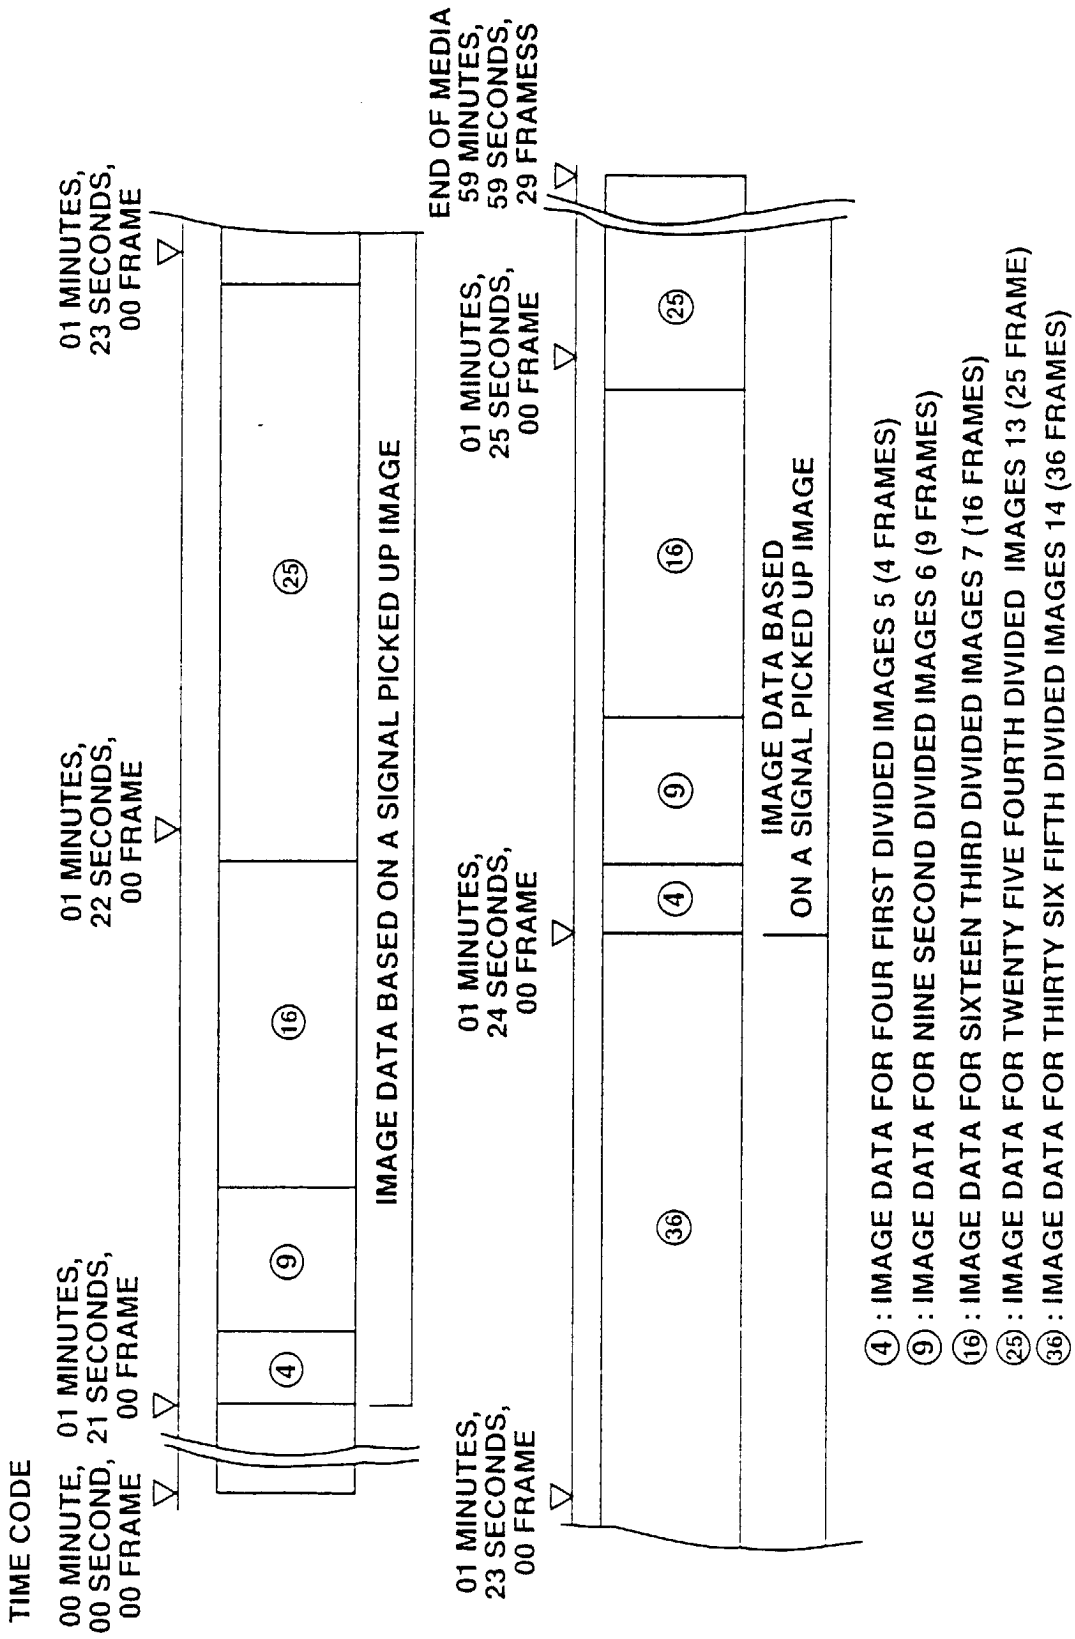 TIME CODE
00 MINUTE,
00 SECOND,
00 FRAME
01 MINUTES,
21 SECONDS,
00 FRAME
01 MINUTES,
22 SECONDS,
00 FRAME
01 MINUTES,
23 SECONDS,
00 FRAME
4
9
16
25
IMAGE DATA BASED ON A SIGNAL PICKED UP IMAGE
01 MINUTES,
23 SECONDS,
00 FRAME
01 MINUTES,
24 SECONDS,
00 FRAME
01 MINUTES,
25 SECONDS,
00 FRAME
END OF MEDIA
59 MINUTES,
59 SECONDS,
29 FRAMESS
36
4
9
16
25
IMAGE DATA BASED
ON A SIGNAL PICKED UP IMAGE
4 : IMAGE DATA FOR FOUR FIRST DIVIDED IMAGES 5 (4 FRAMES)
9 : IMAGE DATA FOR NINE SECOND DIVIDED IMAGES 6 (9 FRAMES)
16 : IMAGE DATA FOR SIXTEEN THIRD DIVIDED IMAGES 7 (16 FRAMES)
25 : IMAGE DATA FOR TWENTY FIVE FOURTH DIVIDED IMAGES 13 (25 FRAME)
36 : IMAGE DATA FOR THIRTY SIX FIFTH DIVIDED IMAGES 14 (36 FRAMES)